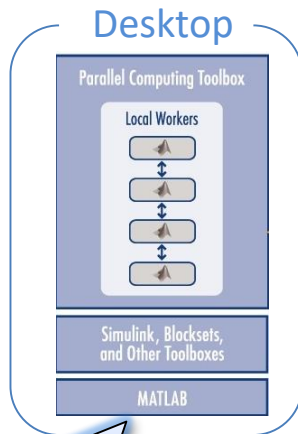 Desktop
Parallel Computing Toolbox
Local Workers
Simulink, Blocksets,
and Other Toolboxes
MATLAB